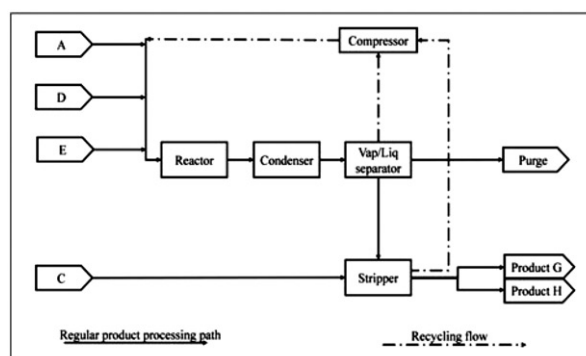 A
Compressor
D
E
Reactor
Condenser
Vap/Liq
separator
Purge
C
Stripper
Product G
Product H
Regular product processing path
Recycling flow